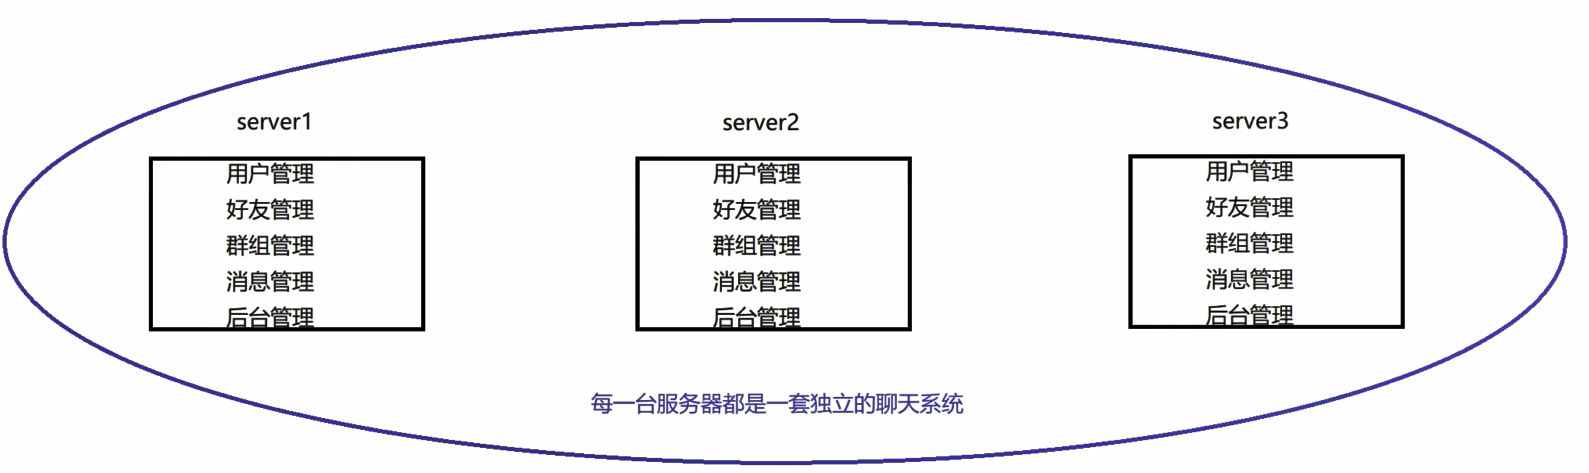 server1
用户管理
好友管理
群组管理
消息管理
后台管理
server2
用户管理
好友管理
群组管理
消息管理
后台管理
server3
用户管理
好友管理
群组管理
消息管理
后台管理
每一台服务器都是一套独立的聊天系统